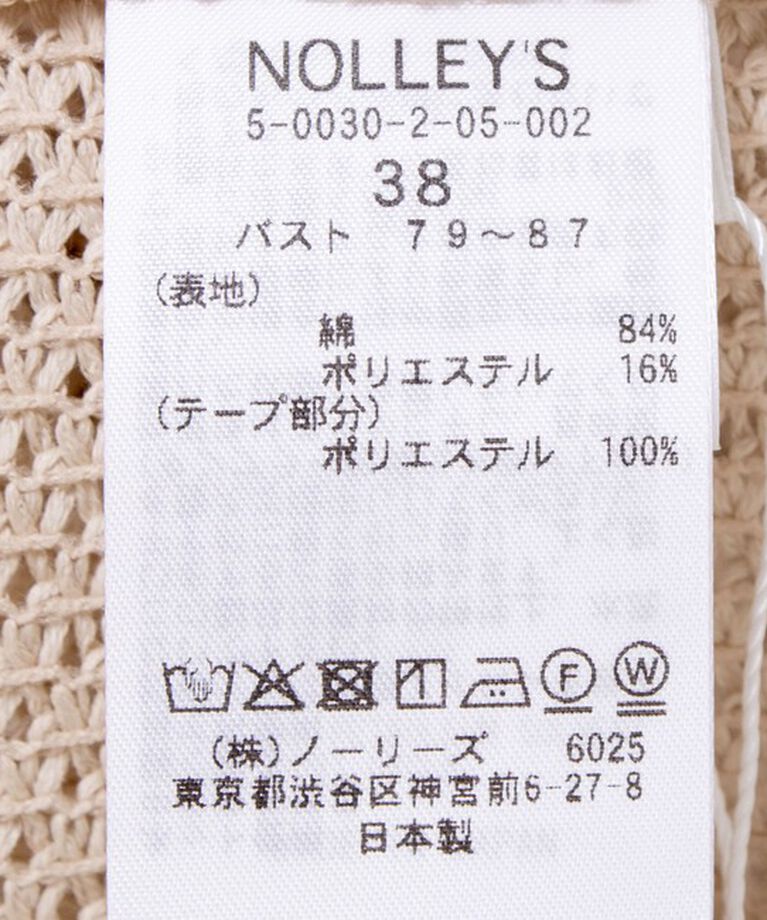 NOLLEY'S
5-0030-2-05-002
38
バスト 79~87
(表地)
綿 84%
ポリエステル 16%
(テープ部分)
ポリエステル 100%
F W
(株)ノーリーズ 6025
東京都渋谷区神宮前6-27-8
日本製